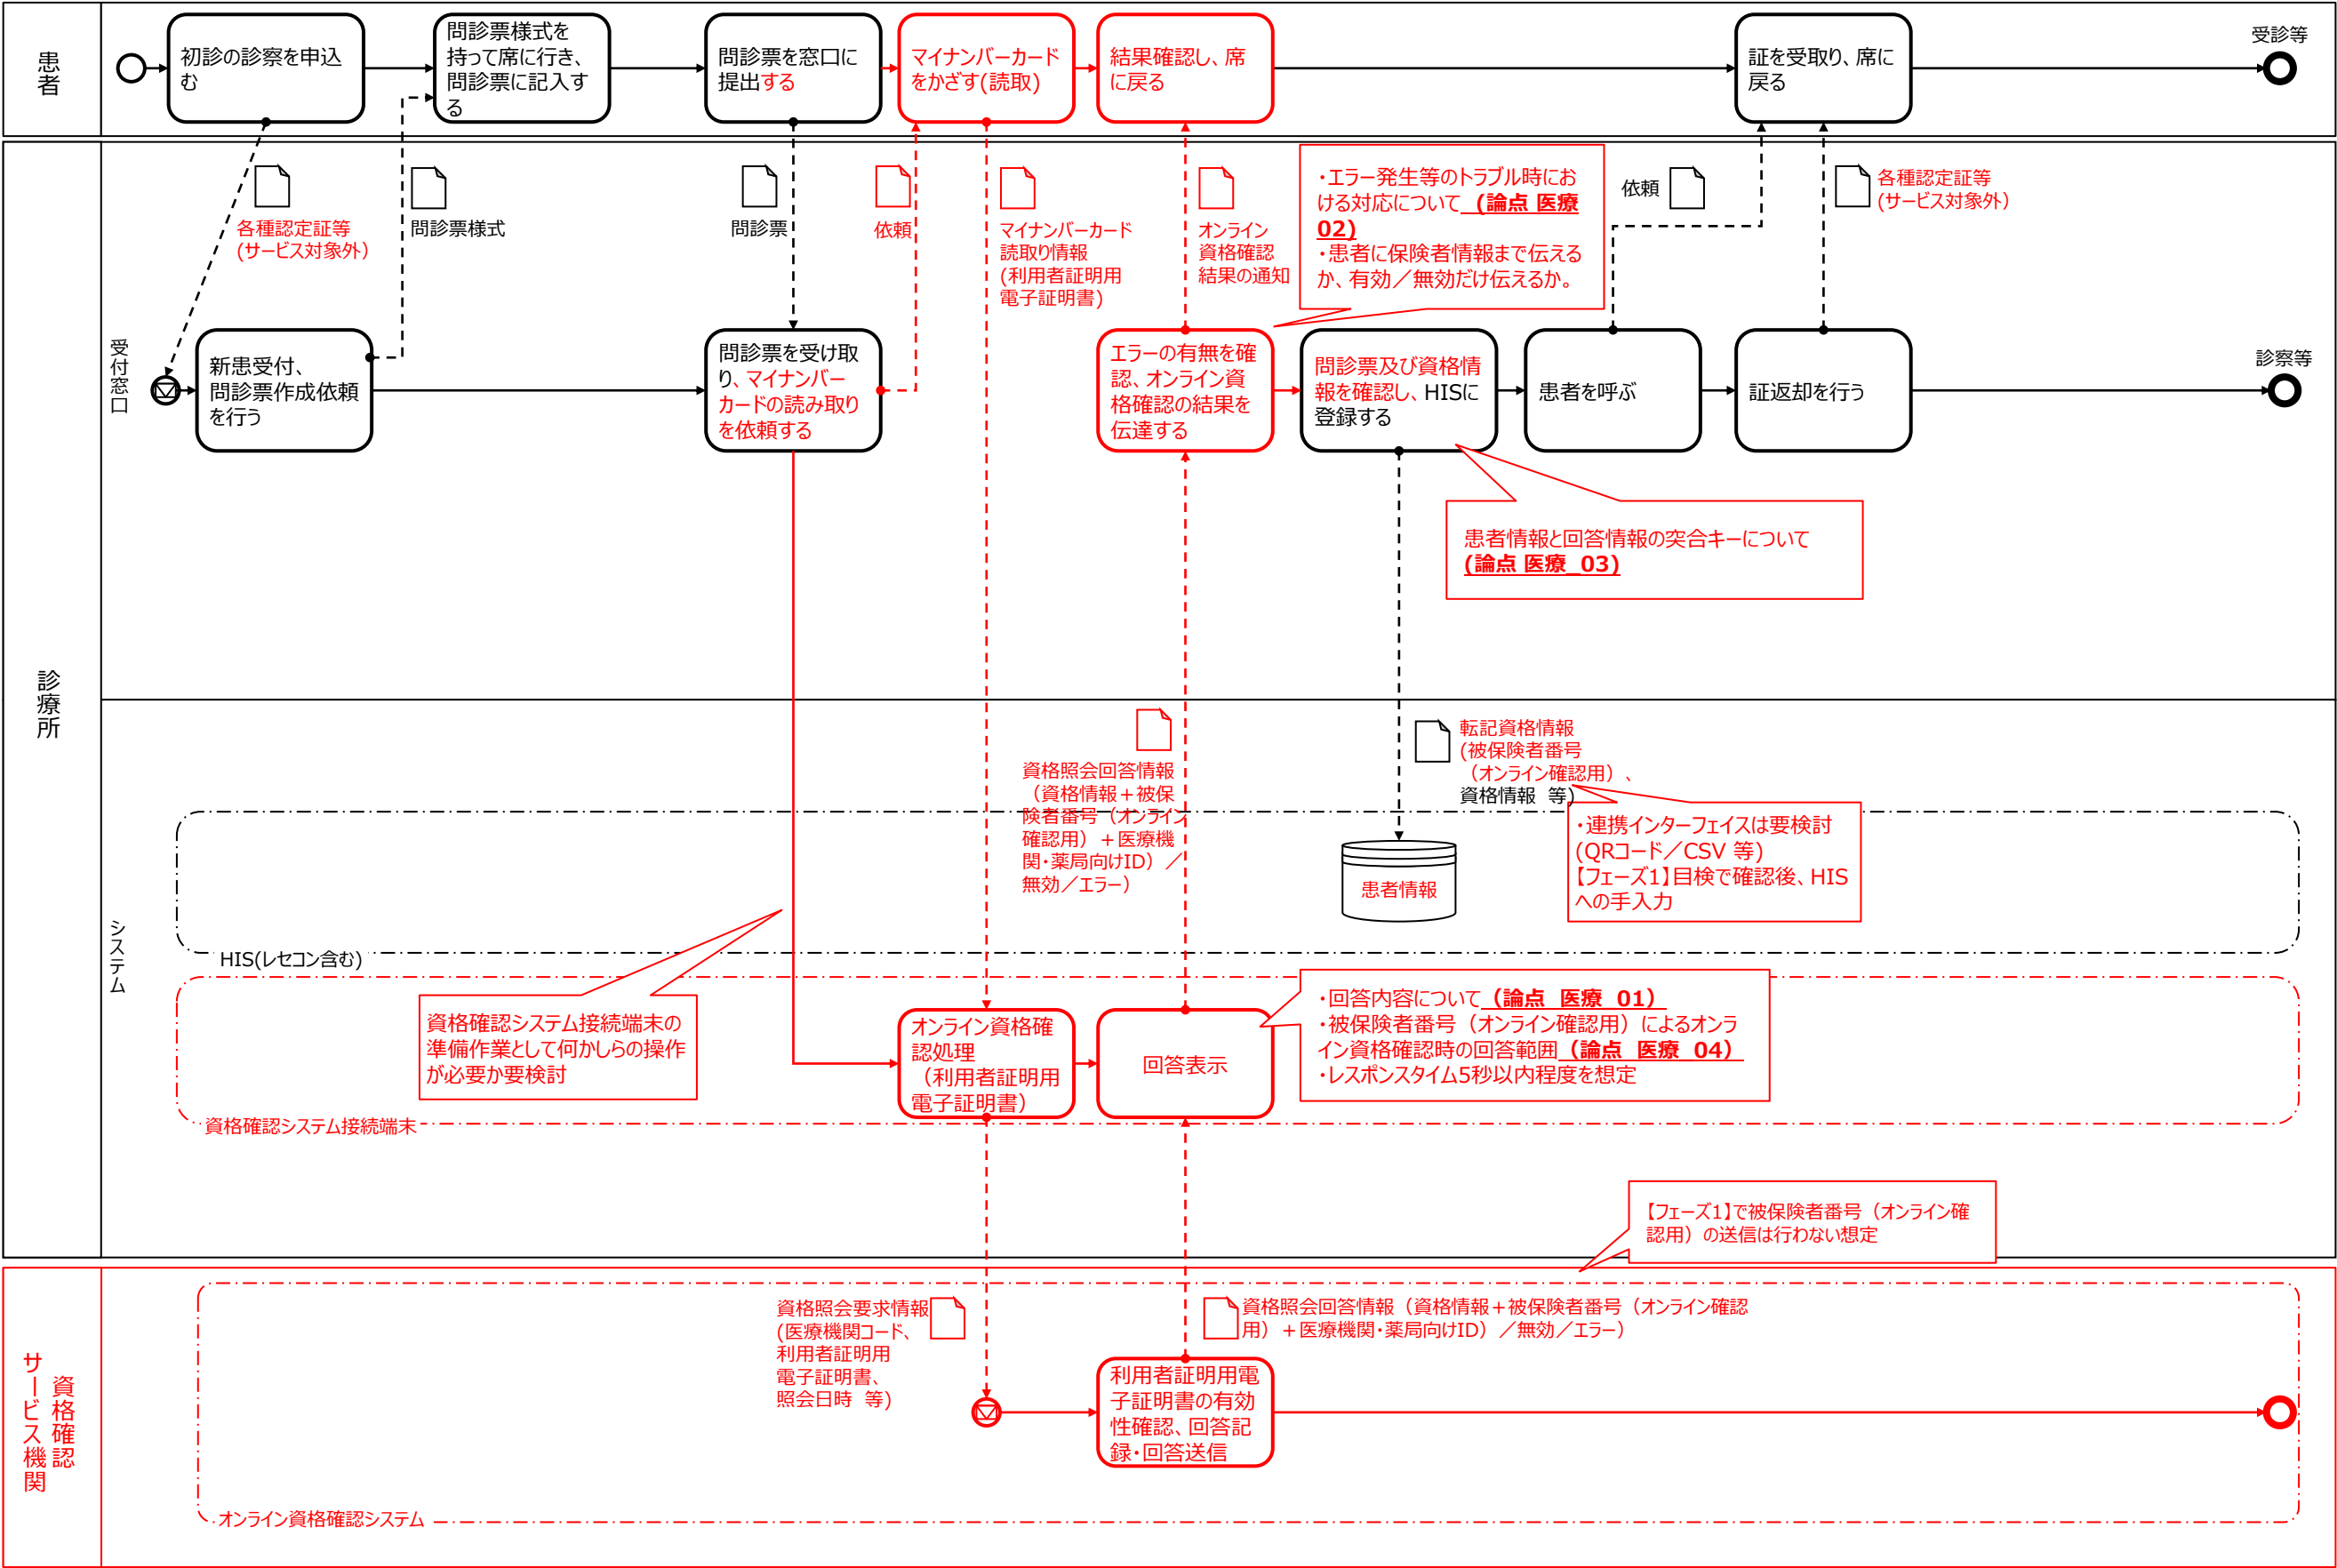 患者
初診の診察を申込
む
問診票様式を
持って席に行き、
問診票に記入す
る
問診票を窓口に
提出する
マイナンバーカード
をかざす(読取)
結果確認し、席
に戻る
証を受取り、席に
戻る
受診等
診療所
受付窓口
各種認定証等
(サービス対象外）
問診票様式
問診票
依頼
マイナンバーカード
読取り情報
(利用者証明用
電子証明書)
オンライン
資格確認
結果の通知
・エラー発生等のトラブル時にお
ける対応について (論点 医療
02)
・患者に保険者情報まで伝える
か、有効／無効だけ伝えるか。
依頼
各種認定証等
(サービス対象外）
新患受付、
問診票作成依頼
を行う
問診票を受け取
り、マイナンバー
カードの読み取り
を依頼する
エラーの有無を確
認、オンライン資
格確認の結果を
伝達する
問診票及び資格情
報を確認し、HISに
登録する
患者を呼ぶ
証返却を行う
診察等
患者情報と回答情報の突合キーについて
(論点 医療_03)
システム
資格照会回答情報
（資格情報＋被保
険者番号（オンライン
確認用）＋医療機
関・薬局向けID）／
無効／エラー）
転記資格情報
(被保険者番号
（オンライン確認用）、
資格情報 等)
患者情報
・連携インターフェイスは要検討
(QRコード／CSV 等)
【フェーズ1】目検で確認後、HIS
への手入力
HIS(レセコン含む)
資格確認システム接続端末の
準備作業として何かしらの操作
が必要か要検討
オンライン資格確
認処理
（利用者証明用
電子証明書）
回答表示
・回答内容について（論点 医療 01）
・被保険者番号（オンライン確認用）によるオンラ
イン資格確認時の回答範囲（論点 医療 04）
・レスポンスタイム5秒以内程度を想定
資格確認システム接続端末
【フェーズ1】で被保険者番号（オンライン確
認用）の送信は行わない想定
資格確認
サービス機関
資格照会要求情報
(医療機関コード、
利用者証明用
電子証明書、
照会日時 等)
資格照会回答情報（資格情報＋被保険者番号（オンライン確認
用）＋医療機関・薬局向けID）／無効／エラー）
利用者証明用電
子証明書の有効
性確認、回答記
録・回答送信
オンライン資格確認システム